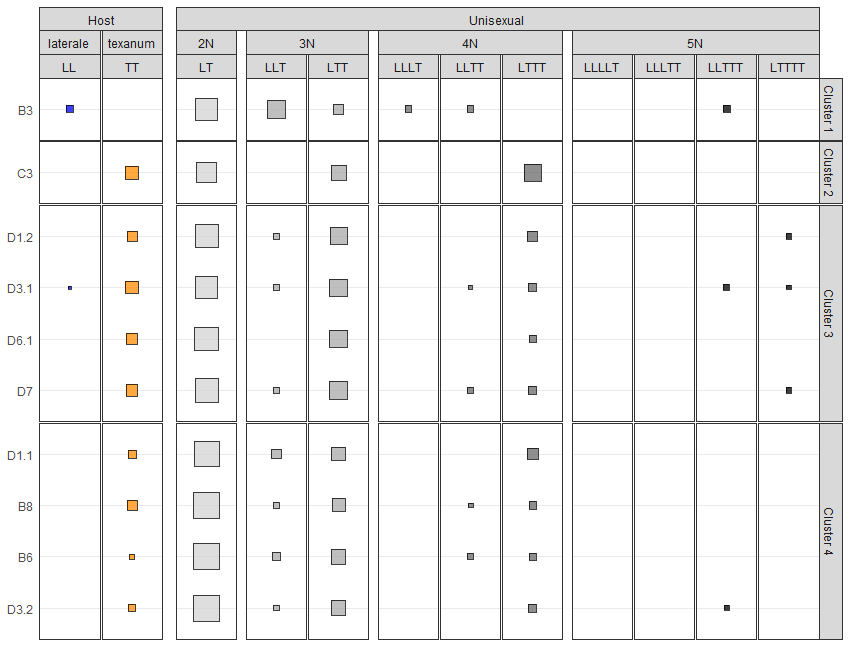 Host Unisexual
laterale texanum 2N 3N 4N 5N
LL TT LT LLT LTT LLLT LLTT LTTT LLLLT LLLTT LLTTT LTTTT
B3
Cluster 1
C3
Cluster 2
D1.2
D3.1
D6.1
D7
Cluster 3
D1.1
B8
B6
D3.2
Cluster 4